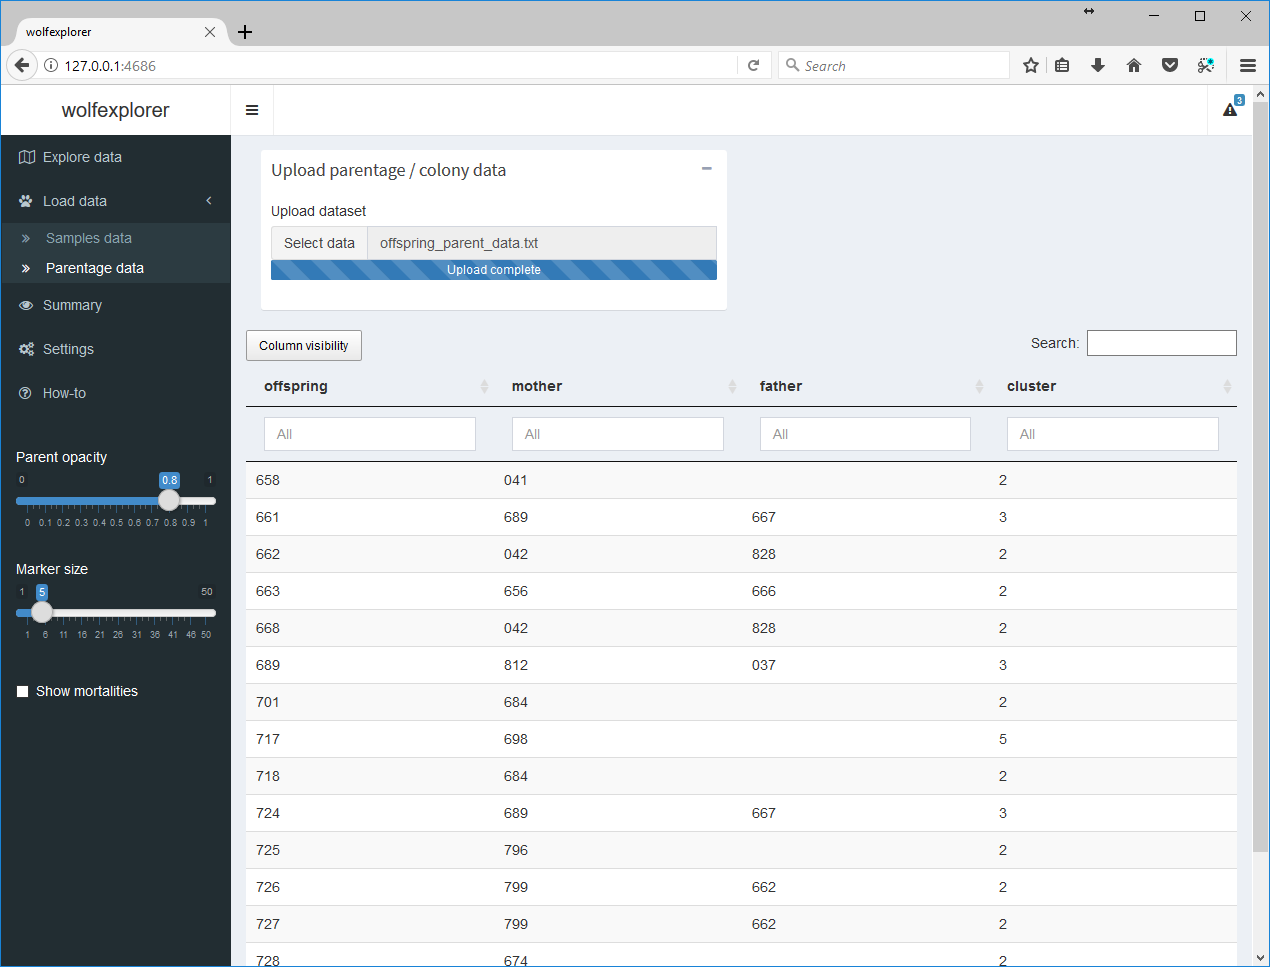 wolfexplorer
127.0.0.1:4686
Search
wolfexplorer
3
Explore data
Load data
Samples data
Parentage data
Summary
Settings
How-to
Parent opacity
0 0.8 1
0 0.1 0.2 0.3 0.4 0.5 0.6 0.7 0.8 0.9 1
Marker size
1 5 50
1 6 11 16 21 26 31 36 41 46 50
Show mortalities
Upload parentage / colony data
Upload dataset
Select data offspring_parent_data.txt
Upload complete
Column visibility Search:
offspring mother father cluster
All All All All
658 041 2
661 689 667 3
662 042 828 2
663 656 666 2
668 042 828 2
689 812 037 3
701 684 2
717 698 5
718 684 2
724 689 667 3
725 796 2
726 799 662 2
727 799 662 2
728 674 2